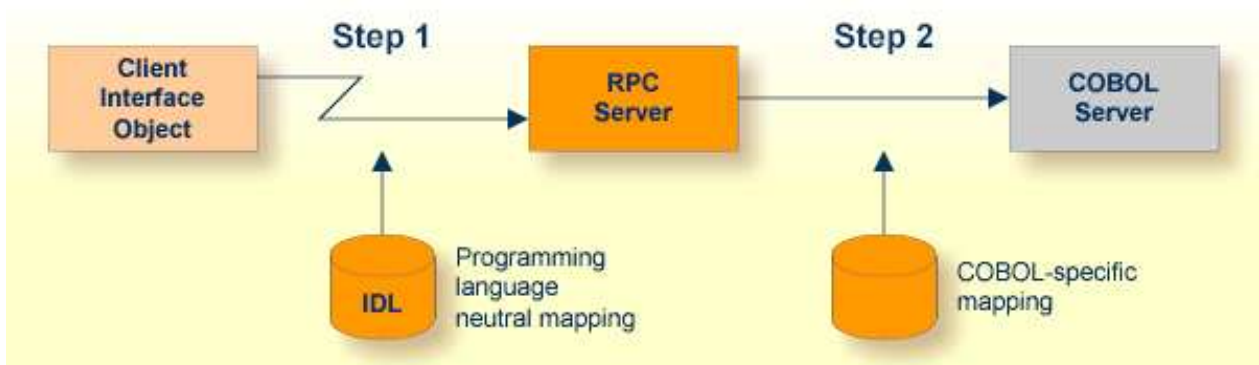 Step 1
Step 2
Client
Interface
Object
RPC
Server
COBOL
Server
IDL
Programming
language
neutral mapping
COBOL-specific
mapping